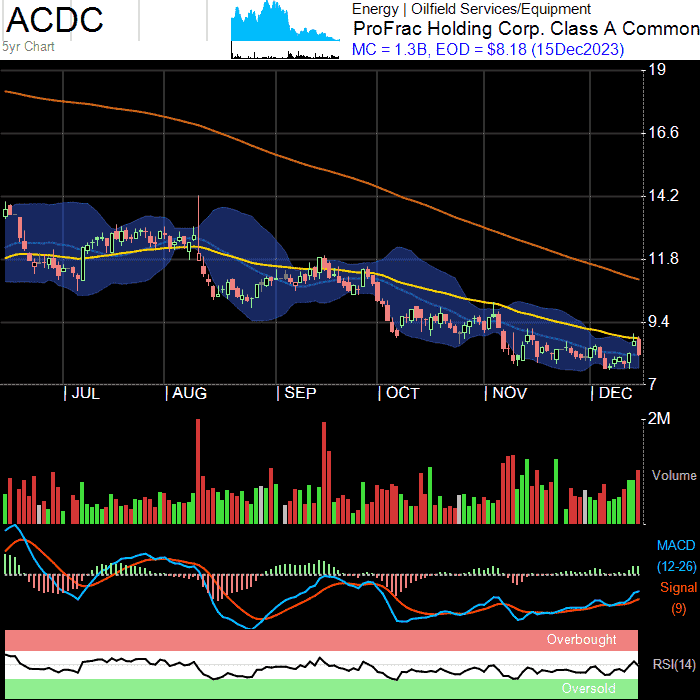 ACDC
5yr Chart
Energy | Oilfield Services/Equipment
ProFrac Holding Corp. Class A Common
MC = 1.3B, EOD = $8.18 (15Dec2023)
19
16.6
14.2
11.8
9.4
7
| JUL | AUG | SEP | OCT | NOV | DEC
2M
Volume
MACD
(12-26)
Signal
(9)
Overbought
RSI(14)
Oversold